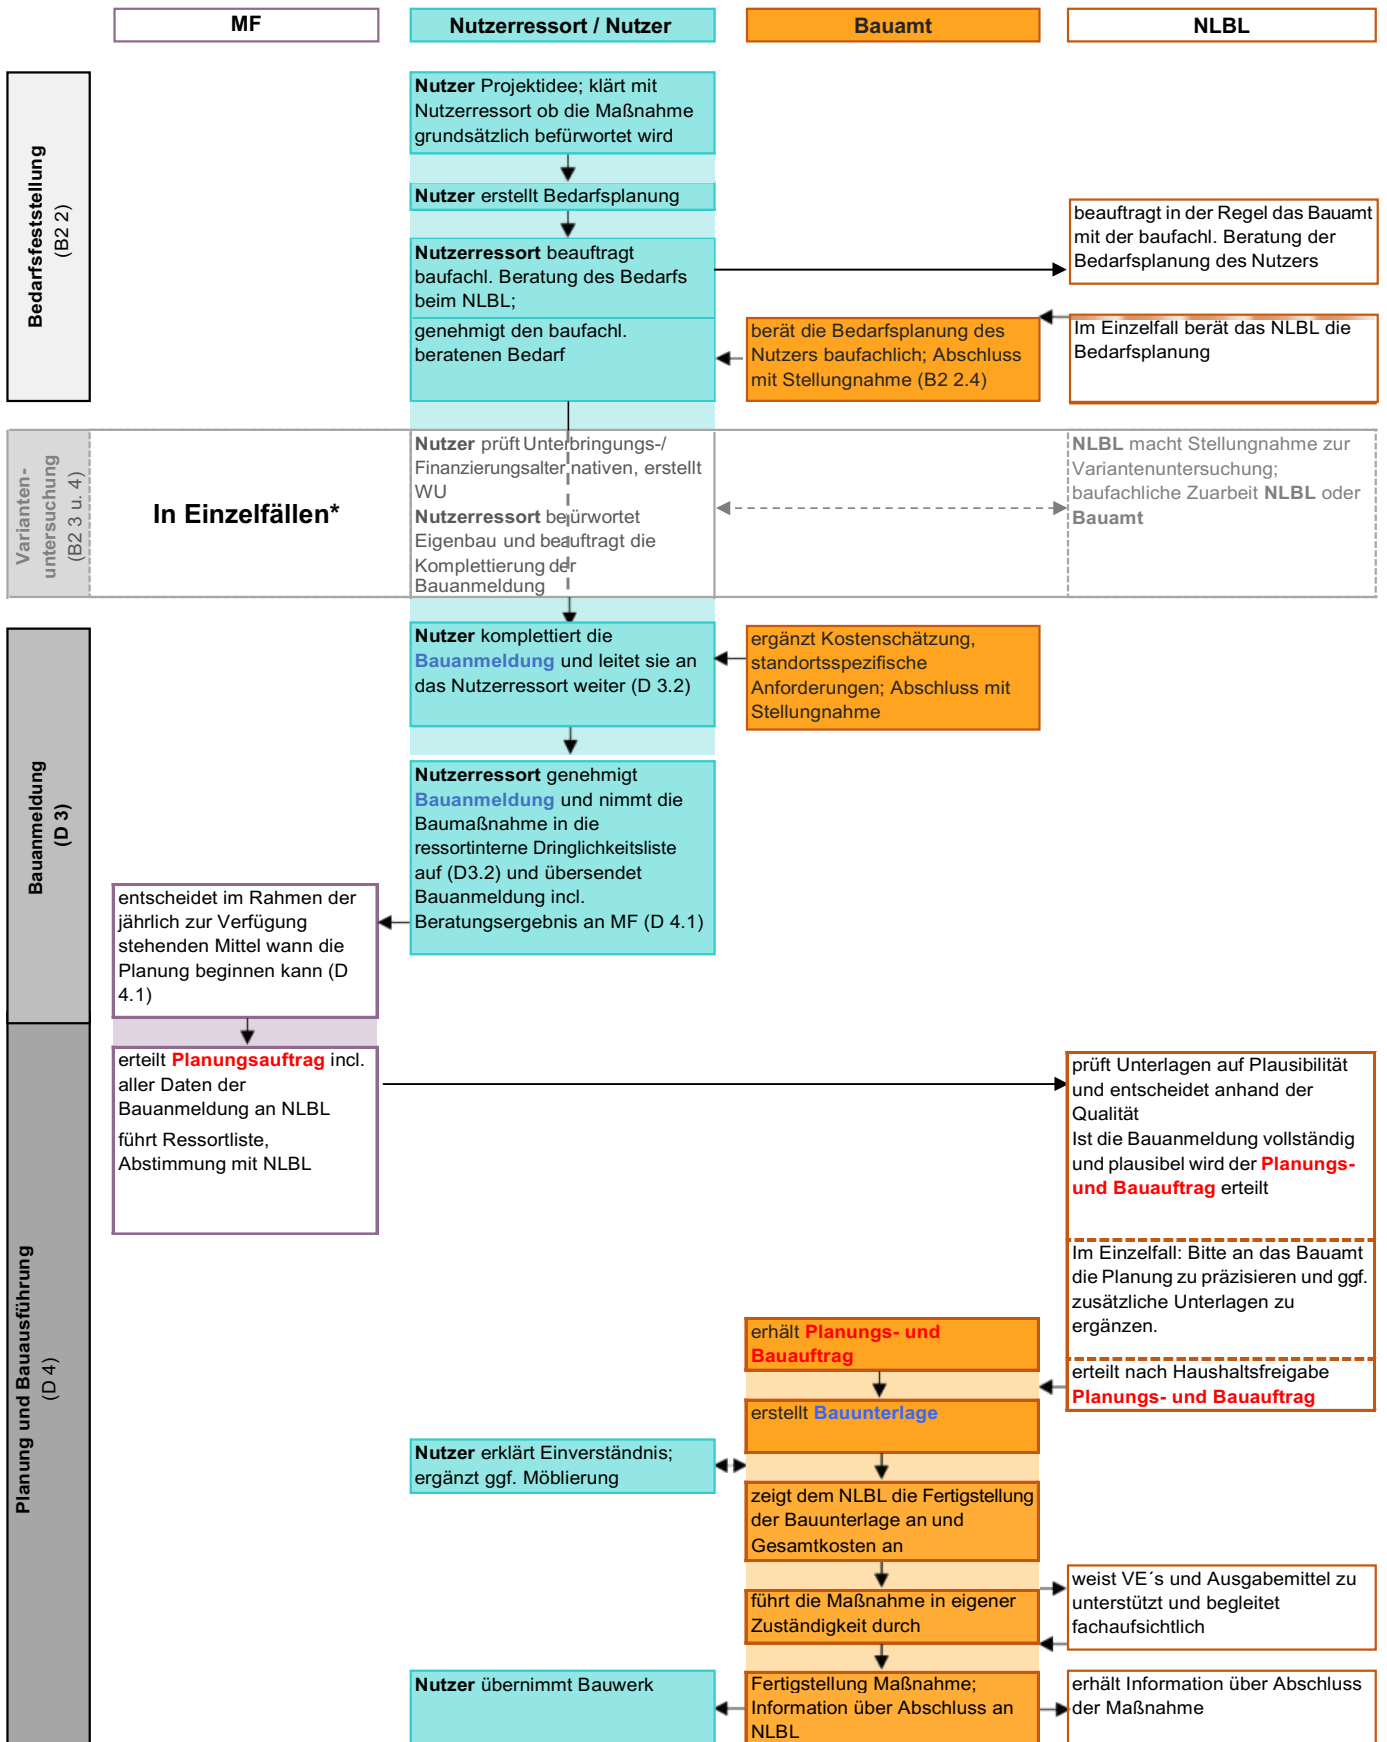 MF
Nutzerressort / Nutzer
Bauamt
NLBL
Bedarfsfeststellung
(B2 2)
Nutzer Projektidee; klärt mit
Nutzerressort ob die Maßnahme
grundsätzlich befürwortet wird
Nutzer erstellt Bedarfsplanung
Nutzerressort beauftragt
baufachl. Beratung des Bedarfs
beim NLBL;
genehmigt den baufachl.
beratenen Bedarf
beauftragt in der Regel das Bauamt
mit der baufachl. Beratung der
Bedarfsplanung des Nutzers
berät die Bedarfsplanung des
Nutzers baufachlich; Abschluss
mit Stellungnahme (B2 2.4)
Im Einzelfall berät das NLBL die
Bedarfsplanung
Varianten-
untersuchung
(B2 3 u. 4)
In Einzelfällen*
Nutzer prüft Unterbringungs-/
Finanzierungsalternativen, erstellt
WU
Nutzerressort befürwortet
Eigenbau und beauftragt die
Komplettierung der
Bauanmeldung
NLBL macht Stellungnahme zur
Variantenuntersuchung;
baufachliche Zuarbeit NLBL oder
Bauamt
Bauanmeldung
(D 3)
Nutzer komplettiert die
Bauanmeldung und leitet sie an
das Nutzerressort weiter (D 3.2)
ergänzt Kostenschätzung,
standortsspezifische
Anforderungen; Abschluss mit
Stellungnahme
Nutzerressort genehmigt
Bauanmeldung und nimmt die
Baumaßnahme in die
ressortinterne Dringlichkeitsliste
auf (D3.2) und übersendet
Bauanmeldung incl.
Beratungsergebnis an MF (D 4.1)
entscheidet im Rahmen der
jährlich zur Verfügung
stehenden Mittel wann die
Planung beginnen kann (D
4.1)
Planung und Bauausführung
(D 4)
erteilt Planungsauftrag incl.
aller Daten der
Bauanmeldung an NLBL
führt Ressortliste,
Abstimmung mit NLBL
prüft Unterlagen auf Plausibilität
und entscheidet anhand der
Qualität
Ist die Bauanmeldung vollständig
und plausibel wird der Planungs-
und Bauauftrag erteilt
Im Einzelfall: Bitte an das Bauamt
die Planung zu präzisieren und ggf.
zusätzliche Unterlagen zu
ergänzen.
erhält Planungs- und
Bauauftrag
erteilt nach Haushaltsfreigabe
Planungs- und Bauauftrag
erstellt Bauunterlage
Nutzer erklärt Einverständnis;
ergänzt ggf. Möblierung
zeigt dem NLBL die Fertigstellung
der Bauunterlage an und
Gesamtkosten an
führt die Maßnahme in eigener
Zuständigkeit durch
weist VE´s und Ausgabemittel zu
unterstützt und begleitet
fachaufsichtlich
Nutzer übernimmt Bauwerk
Fertigstellung Maßnahme;
Information über Abschluss an
NLBL
erhält Information über Abschluss
der Maßnahme